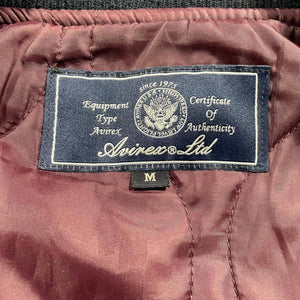 since 1975
Equipment
Type
Avirex
Certificate
Of
Authenticity
Avirex® Ltd
M